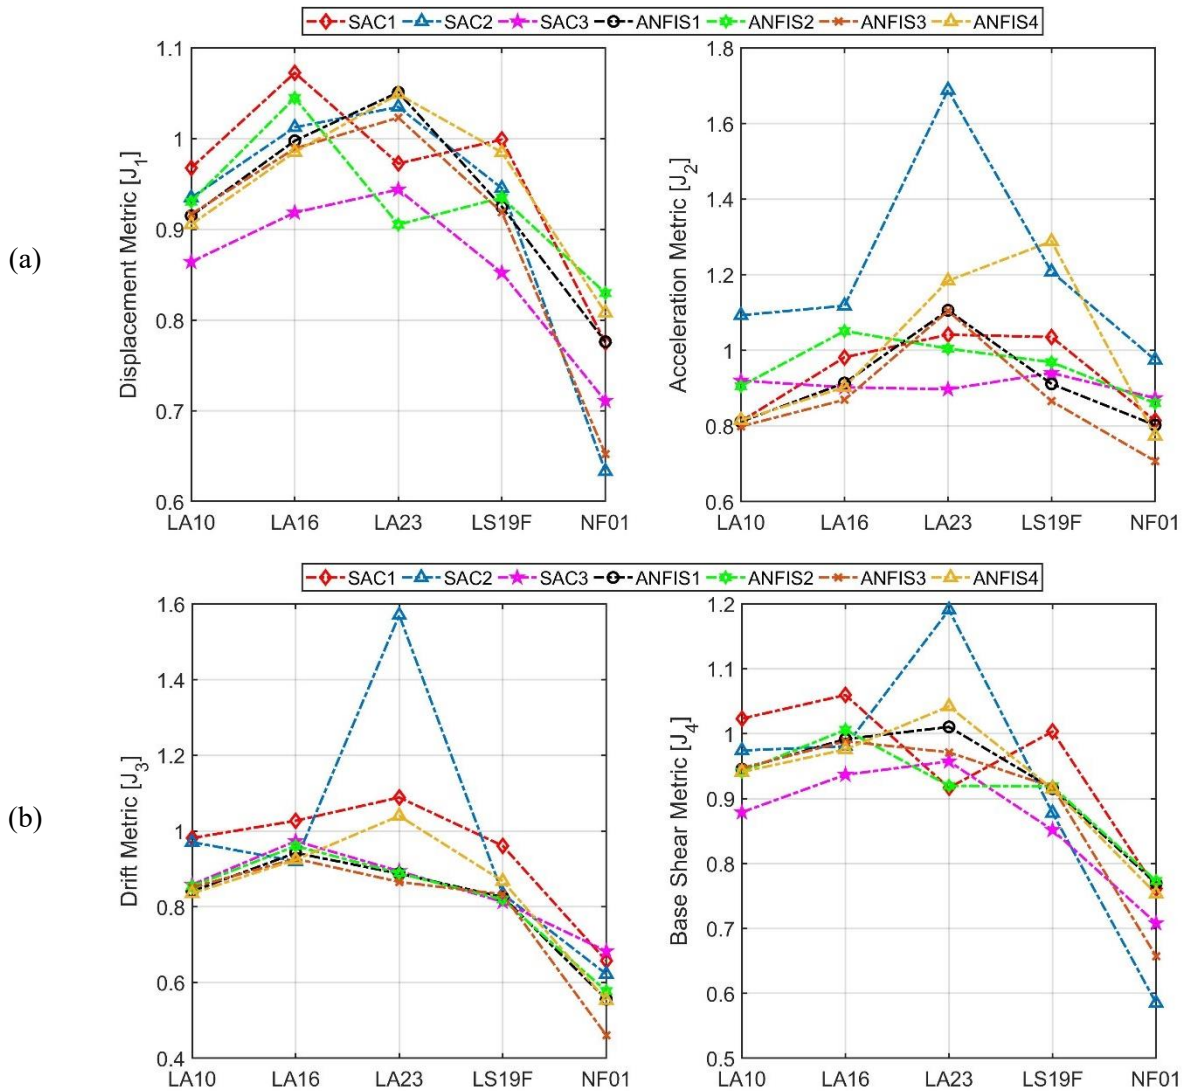 SAC1 SAC2 SAC3 ANFIS1 ANFIS2 ANFIS3 ANFIS4
(a)
Displacement Metric [J1]
1.1
1
0.9
0.8
0.7
0.6
LA10 LA16 LA23 LS19F NF01
Acceleration Metric [J2]
1.8
1.6
1.4
1.2
1
0.8
0.6
LA10 LA16 LA23 LS19F NF01
SAC1 SAC2 SAC3 ANFIS1 ANFIS2 ANFIS3 ANFIS4
(b)
Drift Metric [J3]
1.6
1.4
1.2
1
0.8
0.6
0.4
LA10 LA16 LA23 LS19F NF01
Base Shear Metric [J4]
1.2
1.1
1
0.9
0.8
0.7
0.6
0.5
LA10 LA16 LA23 LS19F NF01